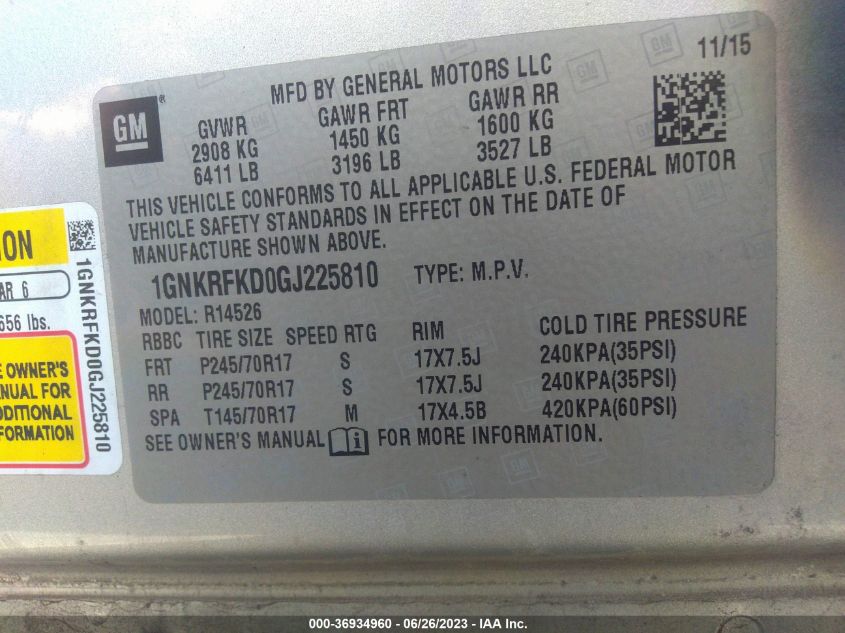 11/15
MFD BY GENERAL MOTORS LLC
GM
GVWR GAWR FRT GAWR RR
2908 KG 1450 KG 1600 KG
6411 LB 3196 LB 3527 LB
THIS VEHICLE CONFORMS TO ALL APPLICABLE U.S. FEDERAL MOTOR
VEHICLE SAFETY STANDARDS IN EFFECT ON THE DATE OF
MANUFACTURE SHOWN ABOVE.
1GNKRFKD0GJ225810 TYPE: M.P.V.
MODEL: R14526
RBBC TIRE SIZE SPEED RTG RIM COLD TIRE PRESSURE
FRT P245/70R17 S 17X7.5J 240KPA(35PSI)
RR P245/70R17 S 17X7.5J 240KPA(35PSI)
SPA T145/70R17 M 17X4.5B 420KPA(60PSI)
SEE OWNER'S MANUAL FOR MORE INFORMATION.
1GNKRFKD0GJ225810
6
656 lbs.
OWNER'S
FOR
000-36934960 - 06/26/2023 - IAA Inc.